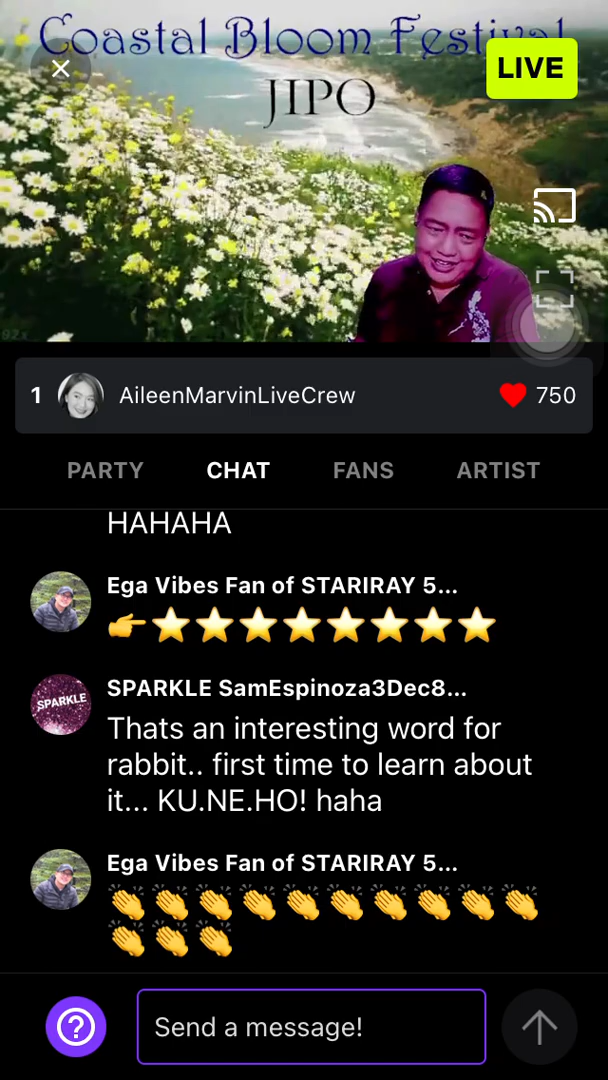 Coastal Bloom Festival
JIPO
LIVE
1 AileenMarvinLiveCrew 750
PARTY CHAT FANS ARTIST
HAHAHA
Ega Vibes Fan of STARIRAY 5...
👉⭐⭐⭐⭐⭐⭐⭐⭐
SPARKLE SamEspinoza3Dec8...
SPARKLE
Thats an interesting word for
rabbit.. first time to learn about
it... KU.NE.HO! haha
Ega Vibes Fan of STARIRAY 5...
👏👏👏👏👏👏👏👏👏👏
👏👏👏
Send a message!